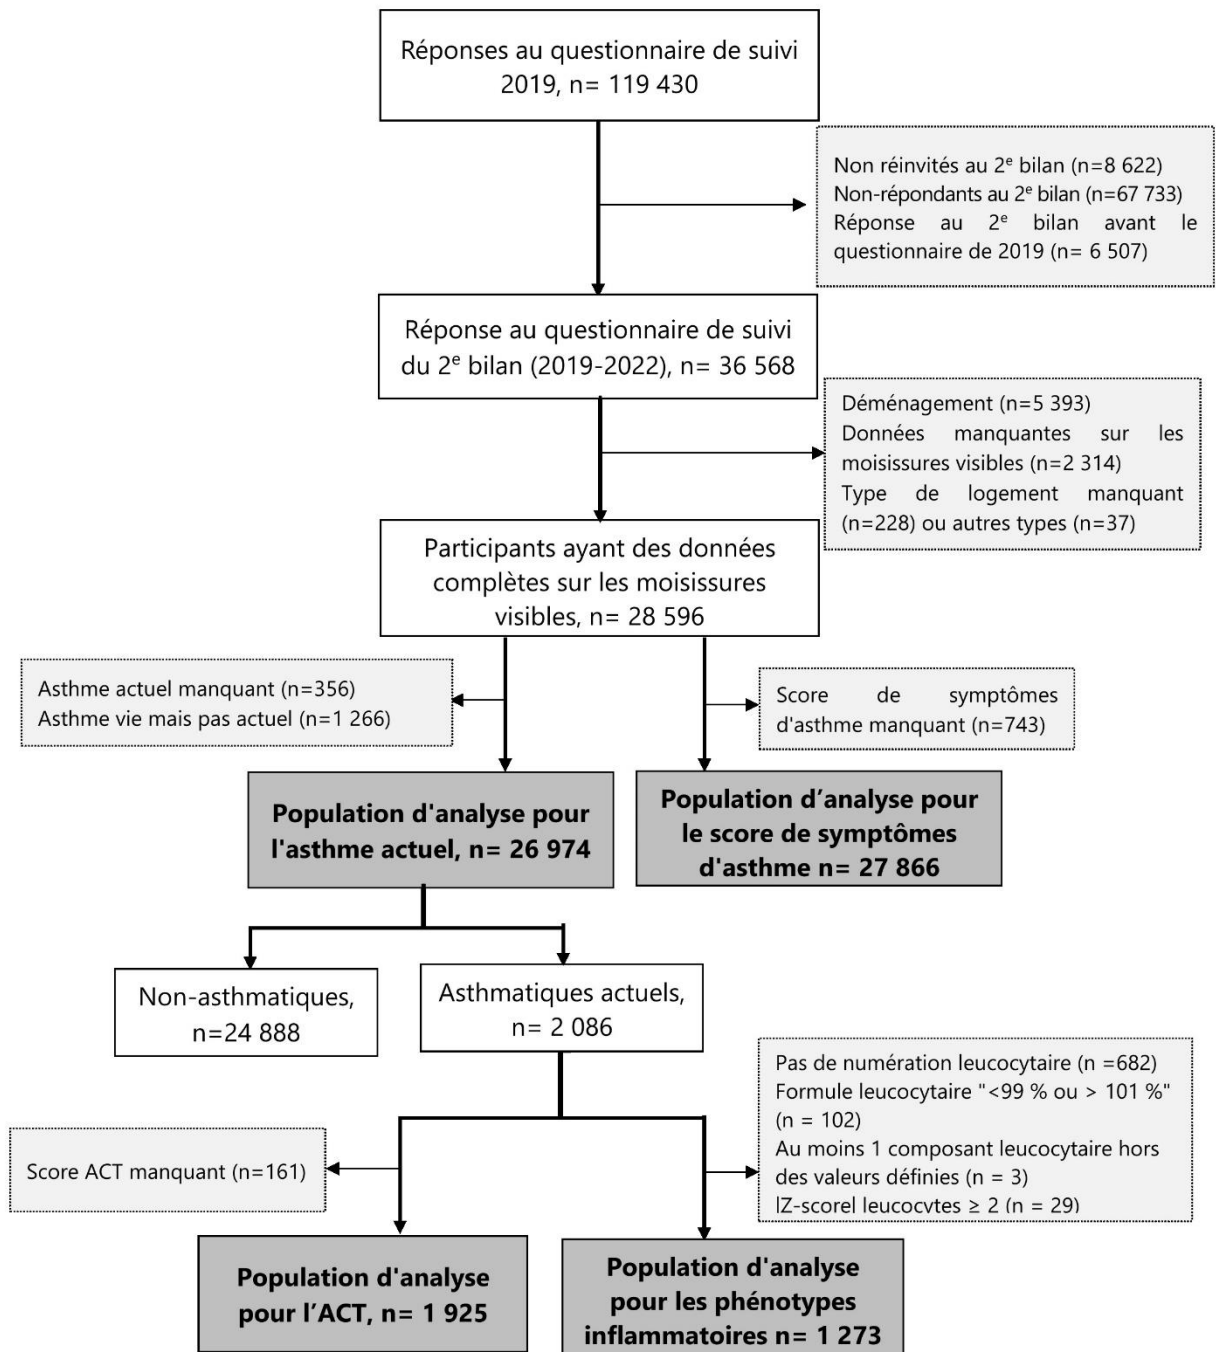 Réponses au questionnaire de suivi
2019, n= 119 430
Non réinvités au 2e bilan (n=8 622)
Non-répondants au 2e bilan (n=67 733)
Réponse au 2e bilan avant le
questionnaire de 2019 (n= 6 507)
Réponse au questionnaire de suivi
du 2e bilan (2019-2022), n= 36 568
Déménagement (n=5 393)
Données manquantes sur les
moisissures visibles (n=2 314)
Type de logement manquant
(n=228) ou autres types (n=37)
Participants ayant des données
complètes sur les moisissures
visibles, n= 28 596
Asthme actuel manquant (n=356)
Asthme vie mais pas actuel (n=1 266)
Score de symptômes
d'asthme manquant (n=743)
Population d'analyse pour
l'asthme actuel, n= 26 974
Population d’analyse pour
le score de symptômes
d'asthme n= 27 866
Non-asthmatiques,
n=24 888
Asthmatiques actuels,
n= 2 086
Pas de numération leucocytaire (n =682)
Formule leucocytaire "<99 % ou > 101 %"
(n = 102)
Au moins 1 composant leucocytaire hors
des valeurs définies (n = 3)
|Z-score| leucocytes ≥ 2 (n = 29)
Score ACT manquant (n=161)
Population d'analyse
pour l’ACT, n= 1 925
Population d'analyse
pour les phénotypes
inflammatoires n= 1 273